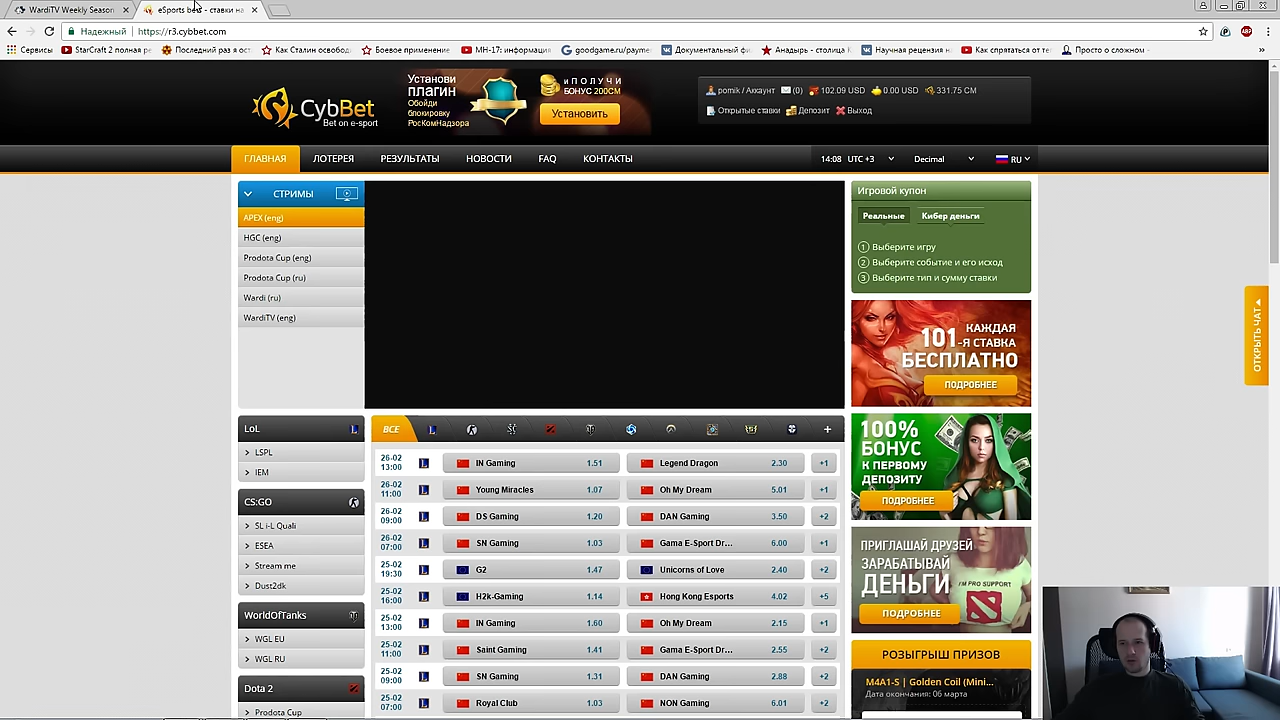 WardiTV Weekly Season
eSports bets - ставки на
Надежный
https://r3.cybbet.com
Сервисы
StarCraft 2 полная ре
Последний раз я ост
Как Сталин освобод
Боевое применение
МН-17: информация
goodgame.ru/payme
Документальный фи
Анадырь - столица К
Научная рецензия н
Как спрятаться от те
Просто о сложном -
CybBet
Bet on e-sport
Установи
плагин
Обойди
блокировку
РосКомНадзора
и ПОЛУЧИ
БОНУС 200CM
Установить
pomik / Аккаунт (0) 102.09 USD 0.00 USD 331.75 CM
Открытые ставки Депозит Выход
ГЛАВНАЯ ЛОТЕРЕЯ РЕЗУЛЬТАТЫ НОВОСТИ FAQ КОНТАКТЫ
14:08 UTC +3 Decimal RU
СТРИМЫ
APEX (eng)
HGC (eng)
Prodota Cup (eng)
Prodota Cup (ru)
Wardi (ru)
WardiTV (eng)
Игровой купон
Реальные Кибер деньги
1 Выберите игру
2 Выберите событие и его исход
3 Выберите тип и сумму ставки
101 КАЖДАЯ
-Я СТАВКА
БЕСПЛАТНО
ПОДРОБНЕЕ
ОТКРЫТЬ ЧАТ
LoL
LSPL
IEM
CS:GO
SL i-L Quali
ESEA
Stream me
Dust2dk
WorldOfTanks
WGL EU
WGL RU
Dota 2
Prodota Cup
ВСЕ +
26-02 13:00 IN Gaming 1.51 Legend Dragon 2.30 +1
26-02 11:00 Young Miracles 1.07 Oh My Dream 5.01 +1
26-02 09:00 DS Gaming 1.20 DAN Gaming 3.50 +2
26-02 07:00 SN Gaming 1.03 Gama E-Sport Dr... 6.00 +1
25-02 19:30 G2 1.47 Unicorns of Love 2.40 +2
25-02 16:00 H2k-Gaming 1.14 Hong Kong Esports 4.02 +5
25-02 13:00 IN Gaming 1.60 Oh My Dream 2.15 +1
25-02 11:00 Saint Gaming 1.41 Gama E-Sport Dr... 2.55 +2
25-02 09:00 SN Gaming 1.31 DAN Gaming 2.88 +2
25-02 07:00 Royal Club 1.03 NON Gaming 6.01 +2
100%
БОНУС
К ПЕРВОМУ
ДЕПОЗИТУ
ПОДРОБНЕЕ
ПРИГЛАШАЙ ДРУЗЕЙ
ЗАРАБАТЫВАЙ
ДЕНЬГИ
I'M PRO SUPPORT
ПОДРОБНЕЕ
РОЗЫГРЫШ ПРИЗОВ
M4A1-S | Golden Coil (Mini...
Дата окончания: 06 марта